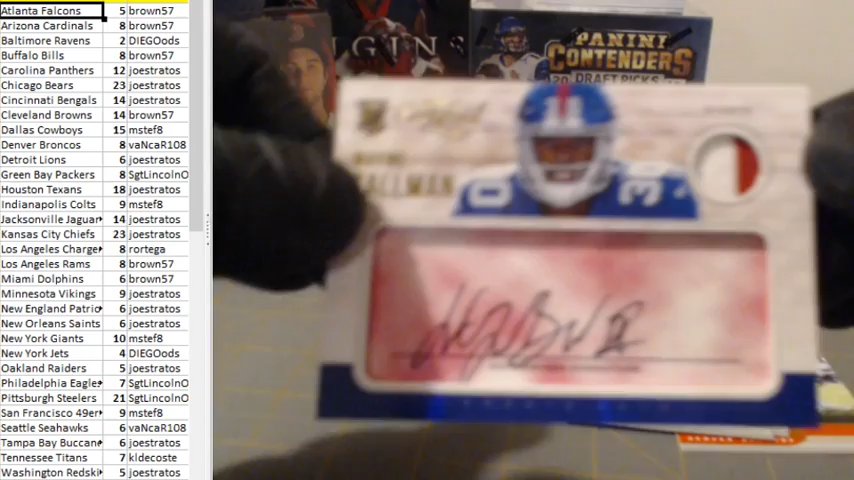 Atlanta Falcons 5 brown57
Arizona Cardinals 8 brown57
Baltimore Ravens 2 DIEGOods
Buffalo Bills 8 brown57
Carolina Panthers 12 joestratos
Chicago Bears 23 joestratos
Cincinnati Bengals 14 joestratos
Cleveland Browns 14 brown57
Dallas Cowboys 15 mstef8
Denver Broncos 8 vaNcaR108
Detroit Lions 6 joestratos
Green Bay Packers 8 SgtLincolnO
Houston Texans 18 joestratos
Indianapolis Colts 9 mstef8
Jacksonville Jaguar 14 joestratos
Kansas City Chiefs 23 joestratos
Los Angeles Charge 8 rortega
Los Angeles Rams 8 brown57
Miami Dolphins 6 brown57
Minnesota Vikings 9 joestratos
New England Patrio 6 joestratos
New Orleans Saints 6 joestratos
New York Giants 10 mstef8
New York Jets 4 DIEGOods
Oakland Raiders 5 joestratos
Philadelphia Eagle 7 SgtLincolnO
Pittsburgh Steelers 21 SgtLincolnO
San Francisco 49er 9 mstef8
Seattle Seahawks 6 vaNcaR108
Tampa Bay Buccane 6 joestratos
Tennessee Titans 7 kldecoste
Washington Redski 5 joestratos
PANINI
CONTENDERS
DRAFT PICKS
30